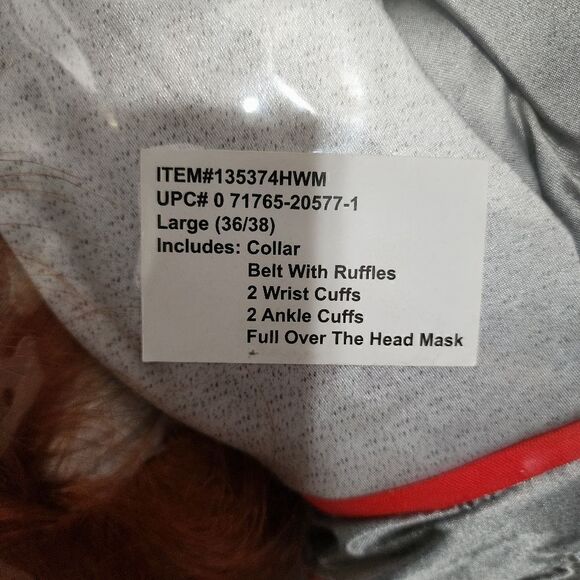 ITEM#135374HWM
UPC# 0 71765-20577-1
Large (36/38)
Includes: Collar
Belt With Ruffles
2 Wrist Cuffs
2 Ankle Cuffs
Full Over The Head Mask